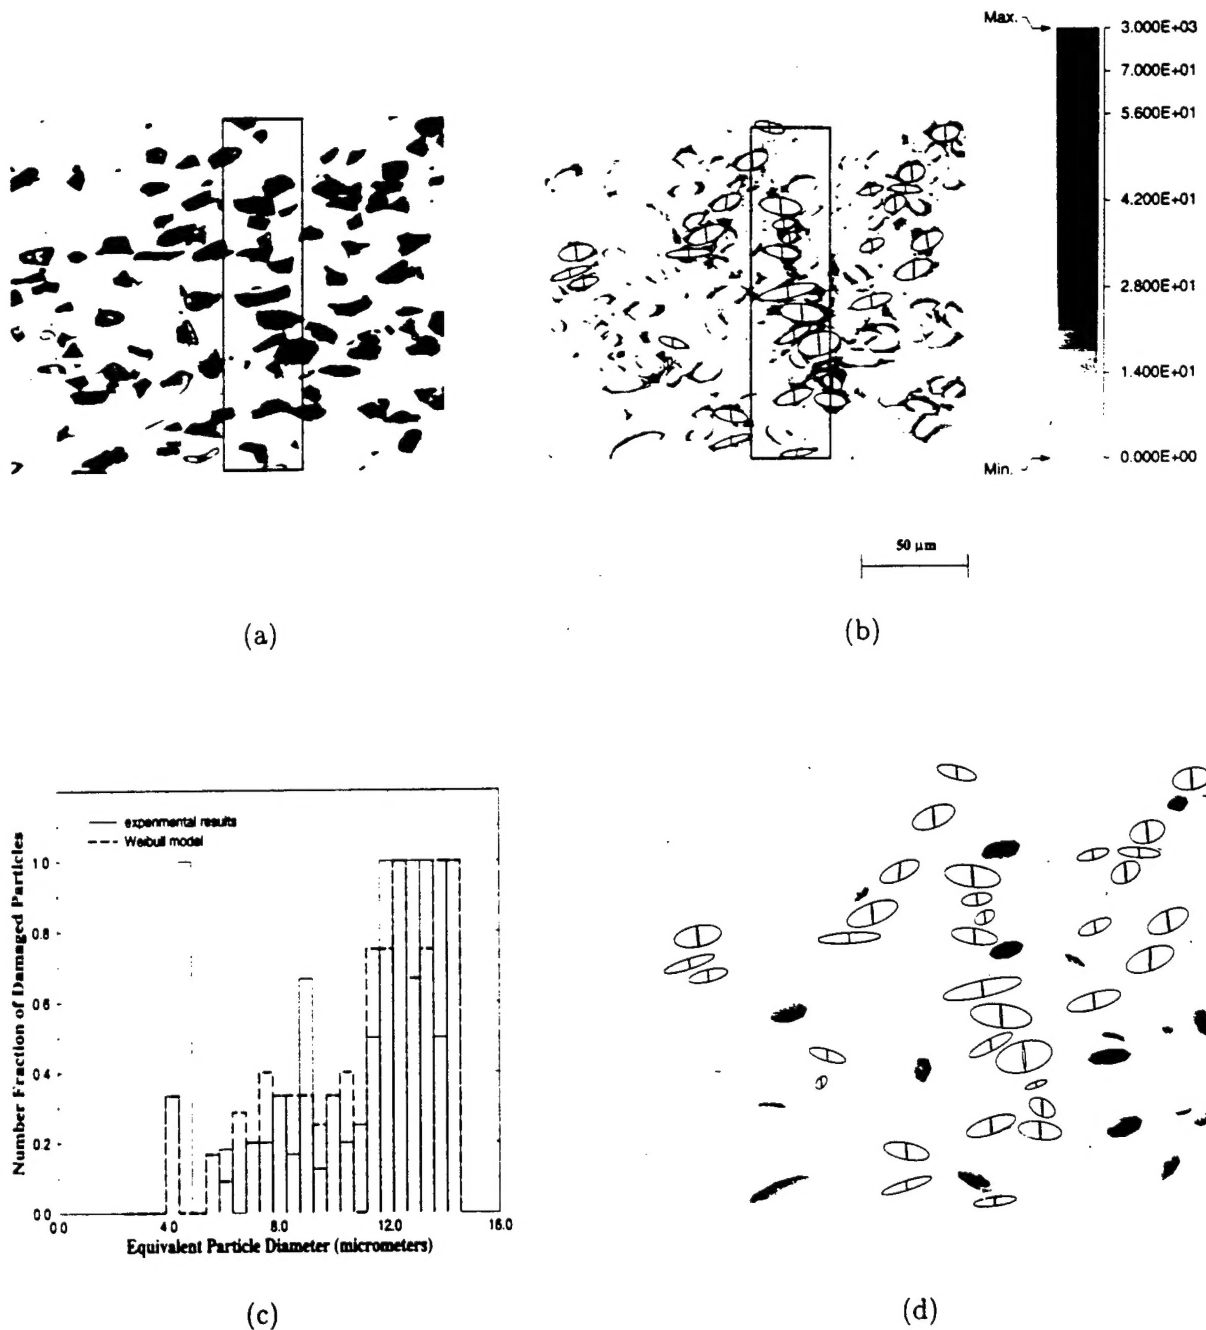 Max.
3.000E+03
7.000E+01
5.600E+01
4.200E+01
2.800E+01
1.400E+01
Min.
0.000E+00
50 µm
(a)
(b)
experimental results
Weibull model
Number Fraction of Damaged Particles
1.0
0.8
0.6
0.4
0.2
0.0
0.0
4.0
8.0
12.0
16.0
Equivalent Particle Diameter (micrometers)
(c)
(d)